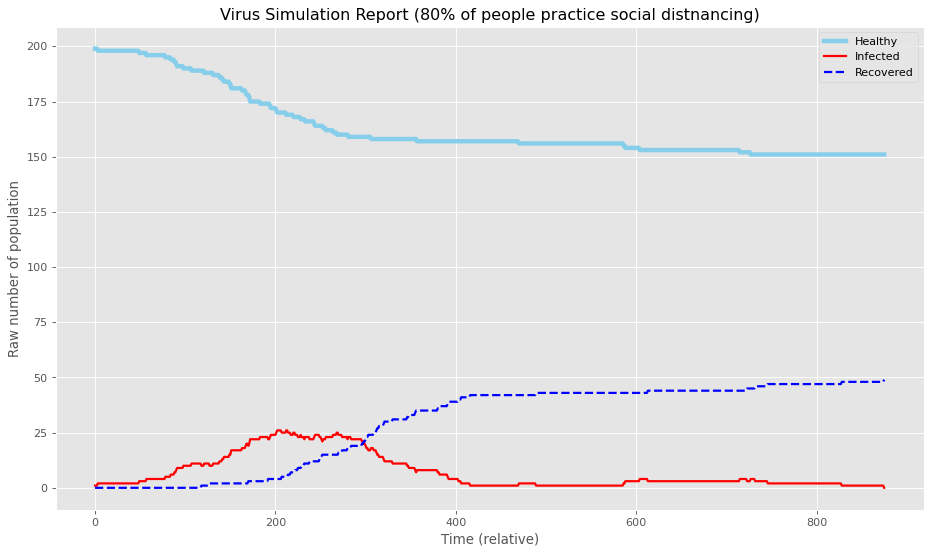 Virus Simulation Report (80% of people practice social distnancing)
Healthy
Infected
Recovered
Raw number of population
200
175
150
125
100
75
50
25
0
0 200 400 600 800
Time (relative)